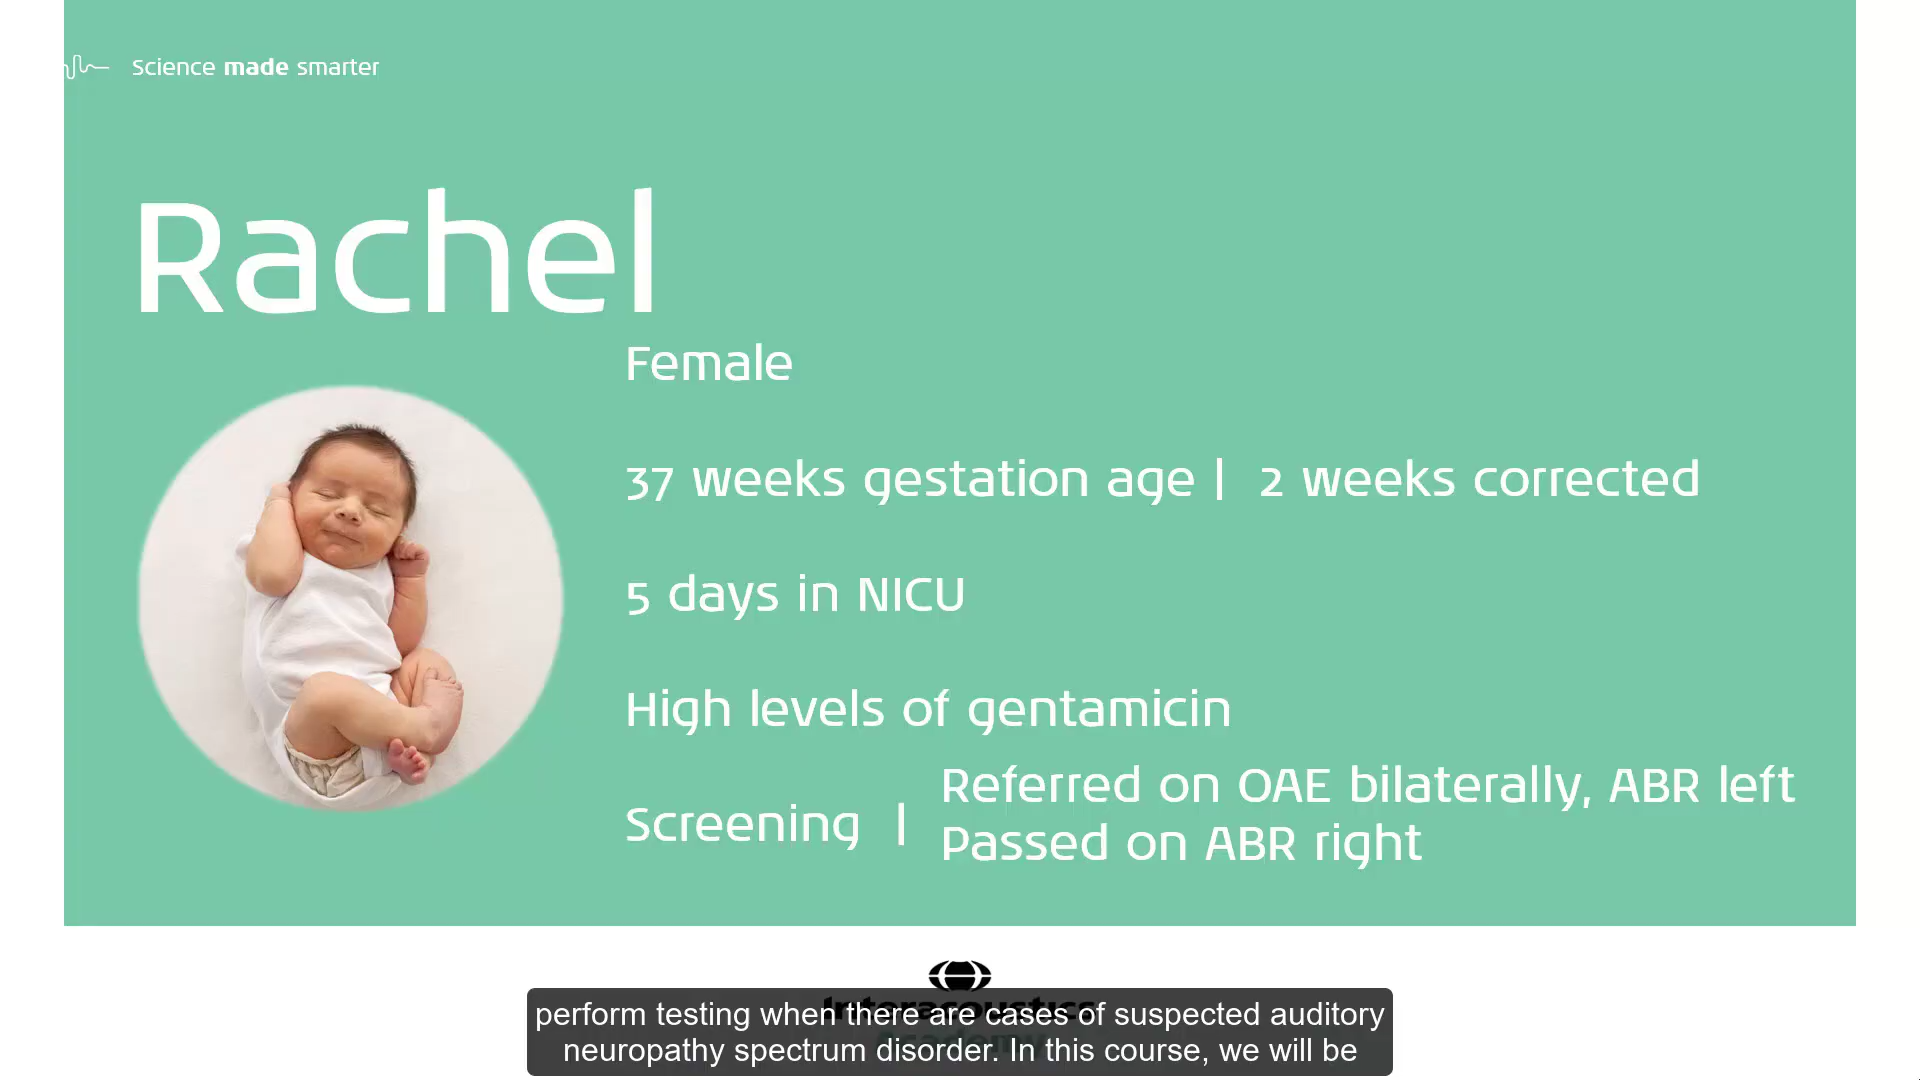 Science made smarter
Rachel
Female
37 weeks gestation age | 2 weeks corrected
5 days in NICU
High levels of gentamicin
Screening | Referred on OAE bilaterally, ABR left
Passed on ABR right
Interacoustics
Academy
perform testing when there are cases of suspected auditory
neuropathy spectrum disorder. In this course, we will be